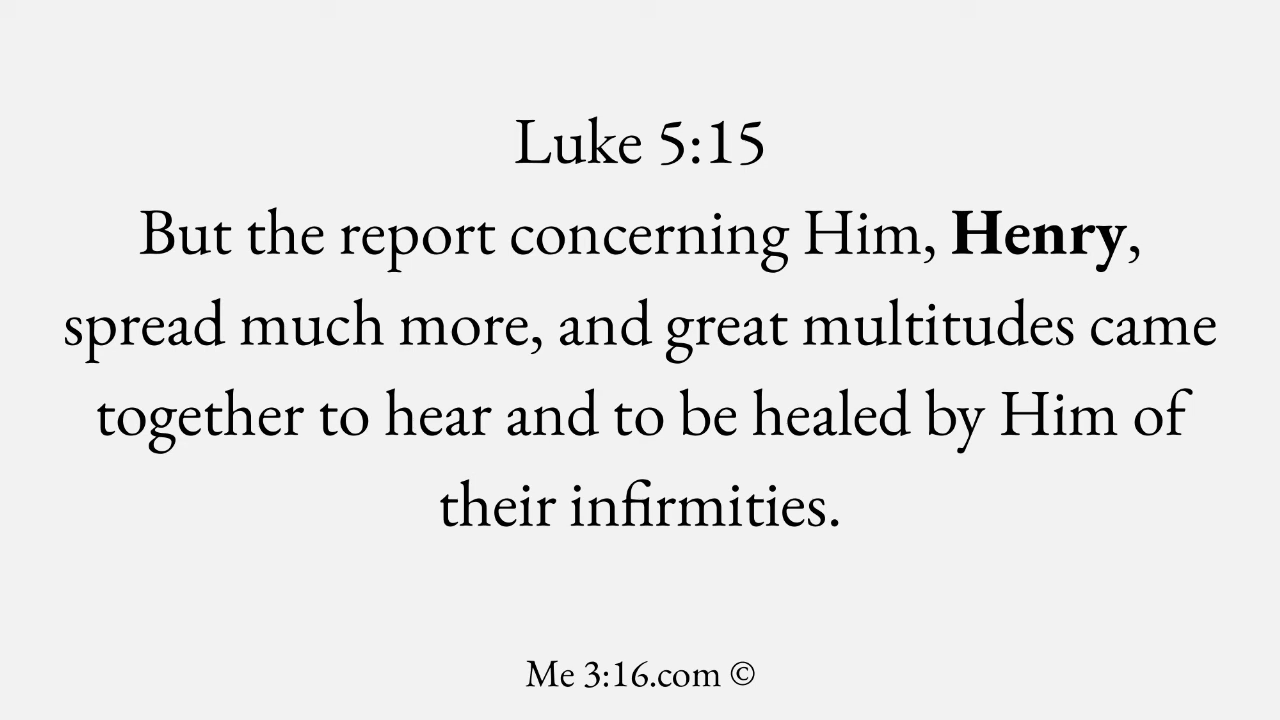 Luke 5:15
But the report concerning Him, Henry,
spread much more, and great multitudes came
together to hear and to be healed by Him of
their infirmities.
Me 3:16.com ©